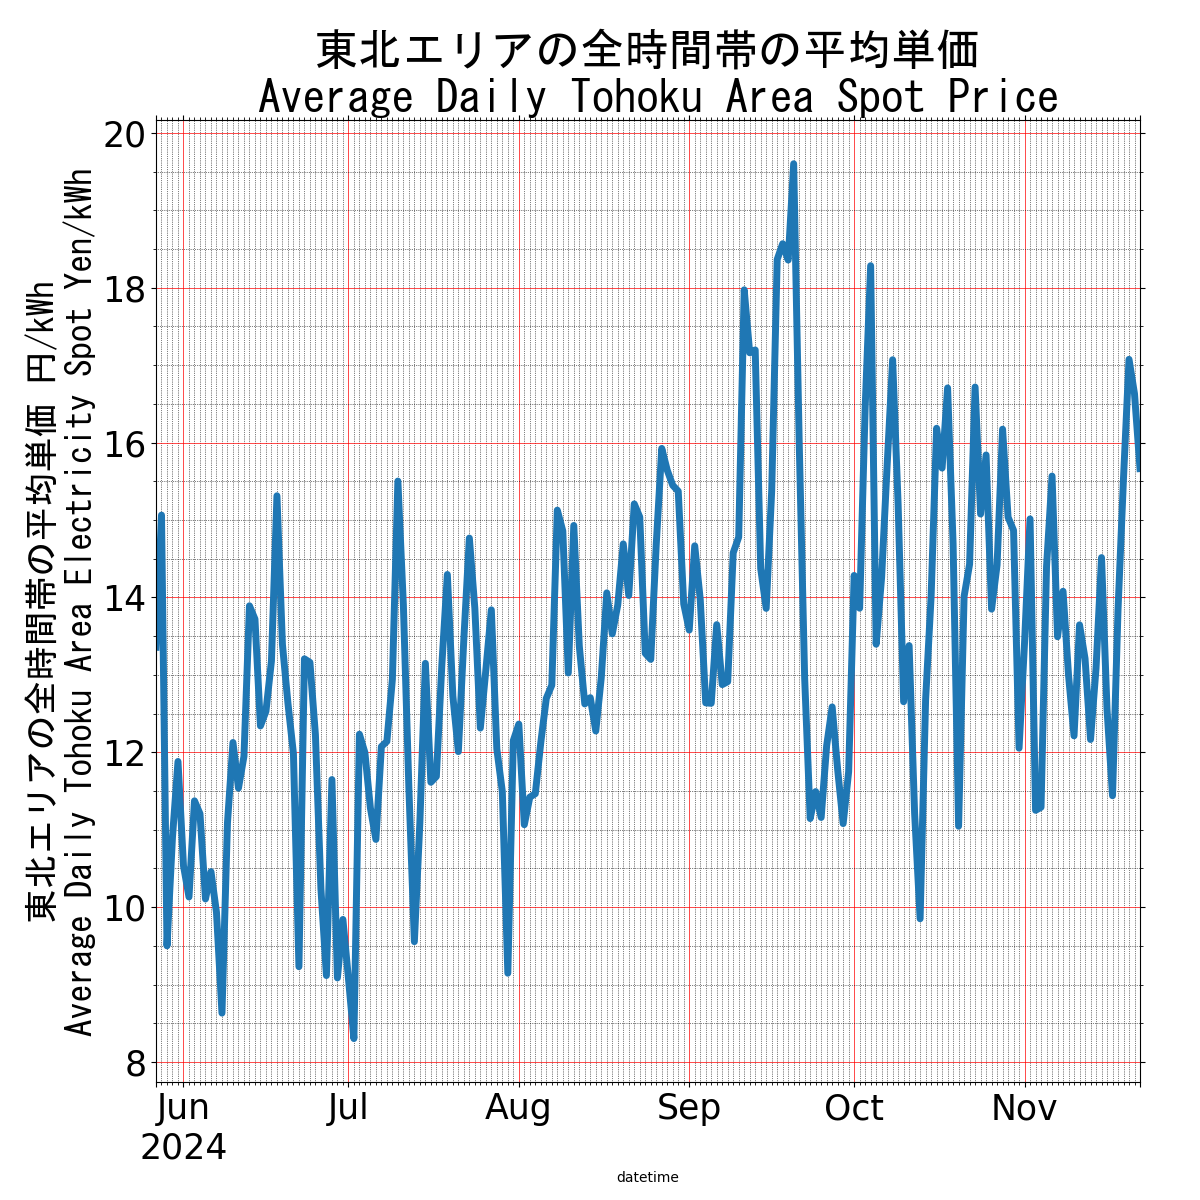 東北エリアの全時間帯の平均単価
Average Daily Tohoku Area Spot Price
東北エリアの全時間帯の平均単価 円/kWh
Average Daily Tohoku Area Electricity Spot Yen/kWh
20
18
16
14
12
10
8
Jun Jul Aug Sep Oct Nov
2024
datetime